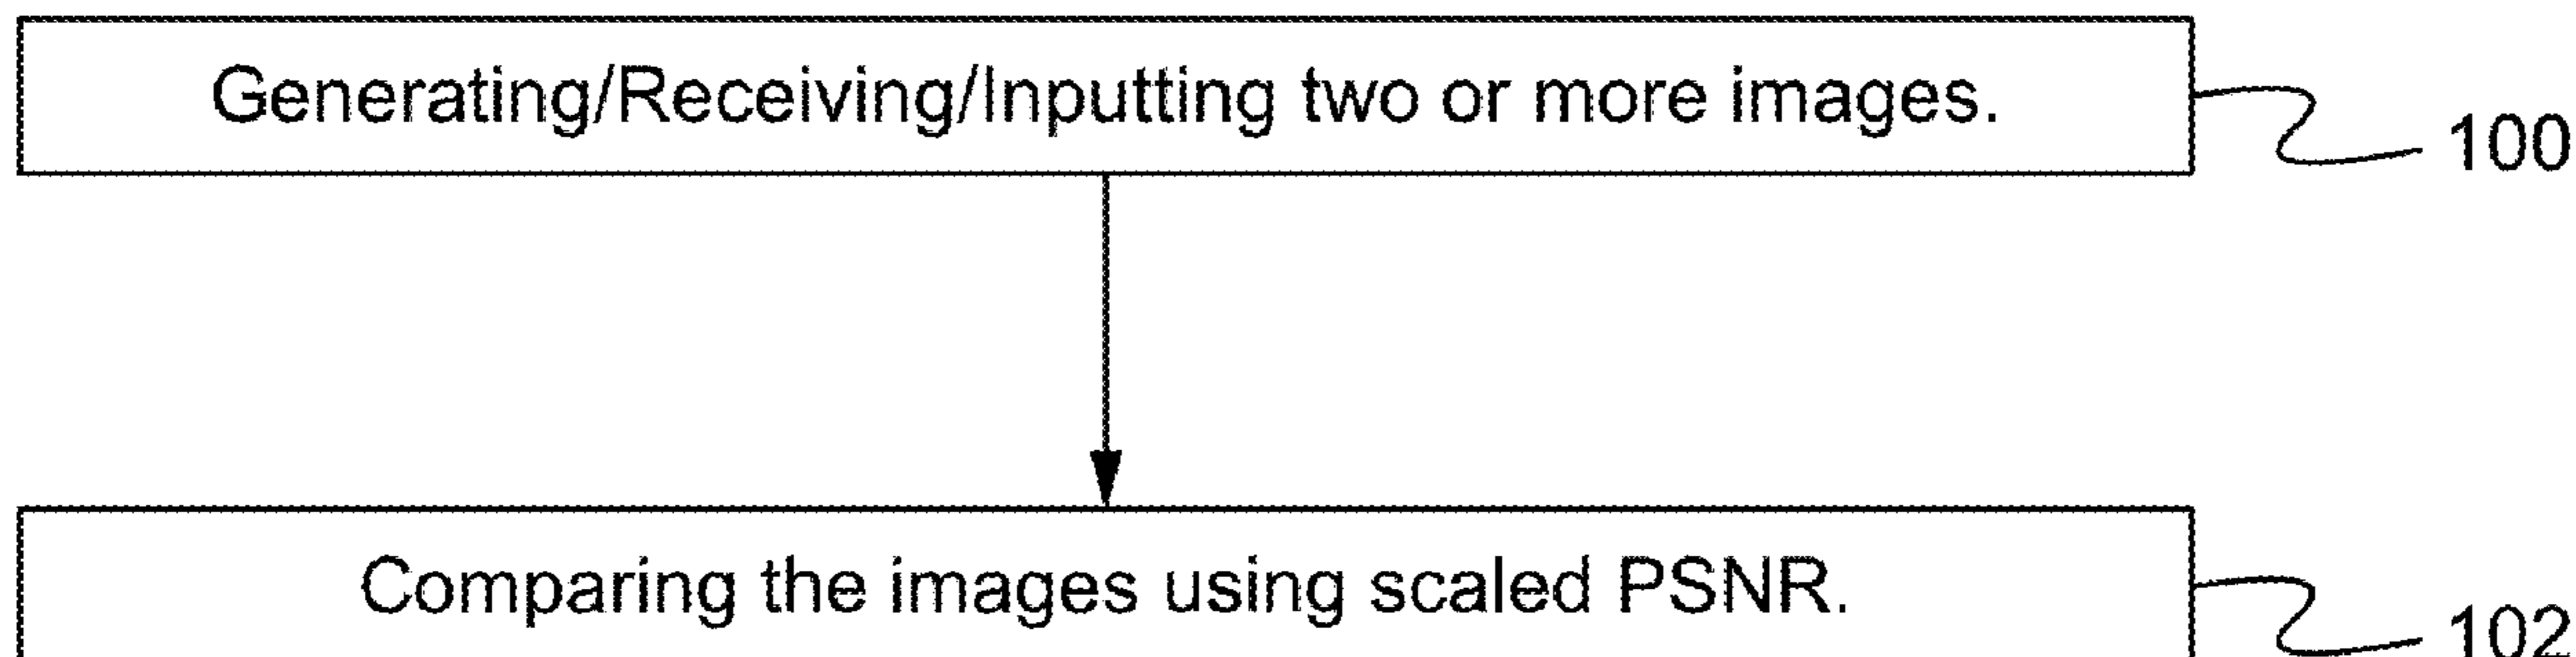 Generating/Receiving/Inputting two or more images.
100
Comparing the images using scaled PSNR.
102